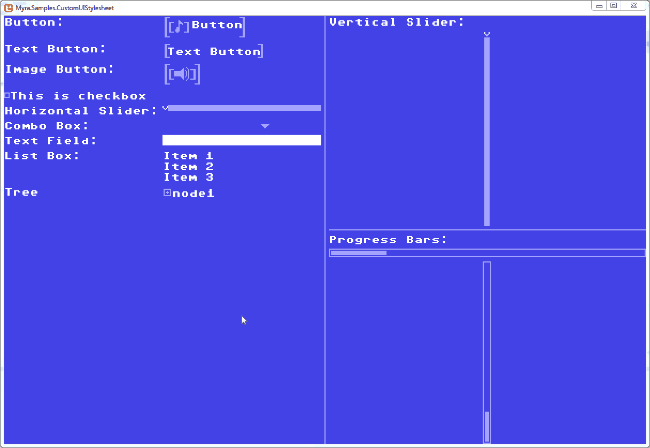 Myra.Samples.CustomUIStylesheet
Button:
Button
Text Button:
Text Button
Image Button:
This is checkbox
Horizontal Slider:
Combo Box:
Text Field:
List Box:
Item 1
Item 2
Item 3
Tree
node1
Vertical Slider:
Progress Bars: